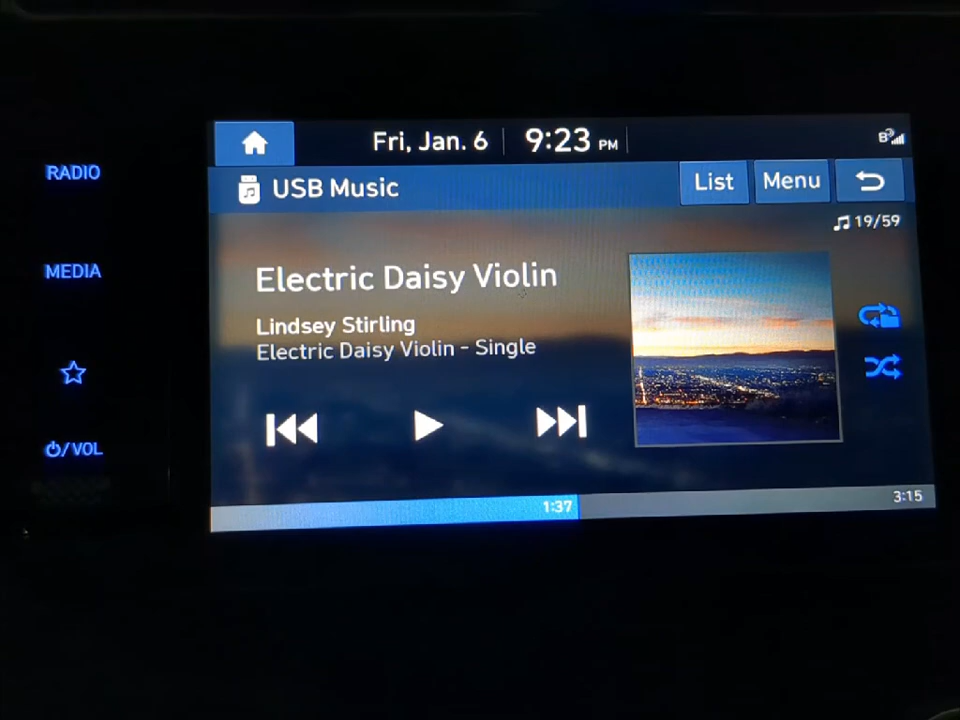 RADIO
MEDIA
/VOL
Fri, Jan. 6
9:23 PM
B
USB Music
List
Menu
19/59
Electric Daisy Violin
Lindsey Stirling
Electric Daisy Violin - Single
1:37
3:15